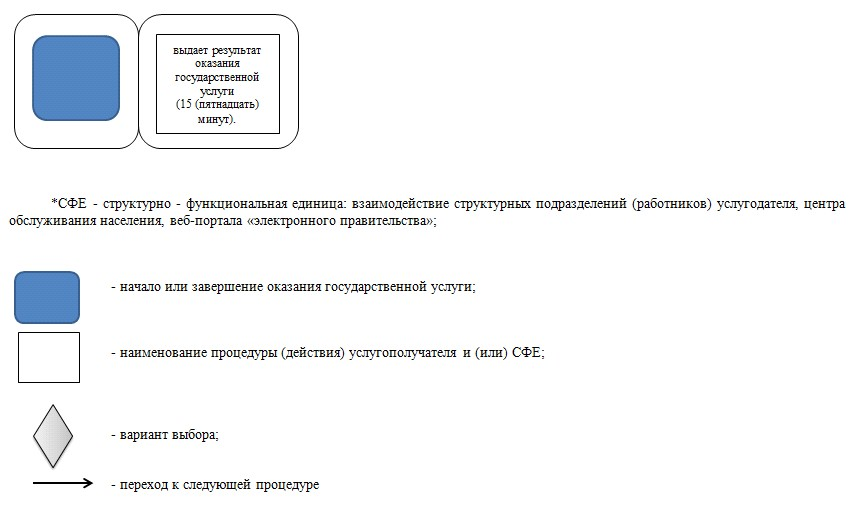 выдает результат
оказания
государственной
услуги
(15 (пятнадцать)
минут).
*СФЕ - структурно - функциональная единица: взаимодействие структурных подразделений (работников) услугодателя, центра
обслуживания населения, веб-портала «электронного правительства»;
- начало или завершение оказания государственной услуги;
- наименование процедуры (действия) услугополучателя и (или) СФЕ;
- вариант выбора;
- переход к следующей процедуре